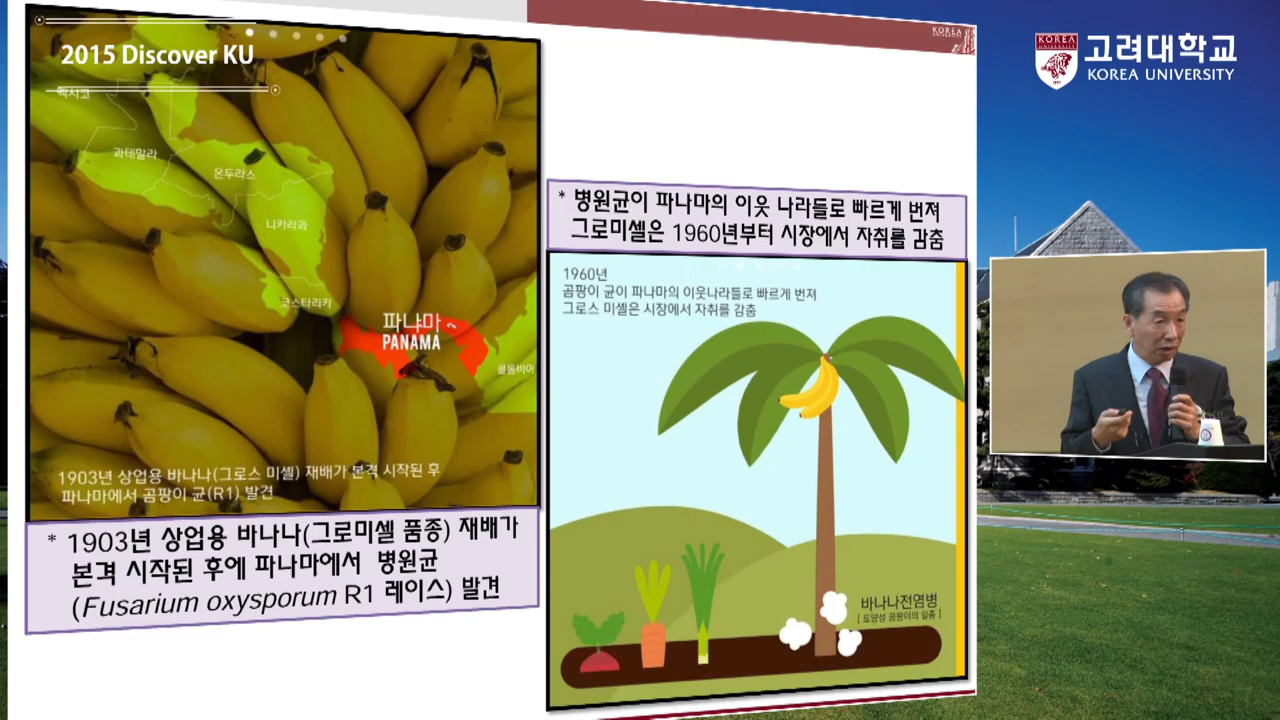 2015 Discover KU
멕시코
과테말라
온두라스
니카라과
코스타리카
파나마
PANAMA
콜롬비아
1903년 상업용 바나나(그로스 미셸) 재배가 본격 시작된 후
파나마에서 곰팡이 균(R1) 발견
* 1903년 상업용 바나나(그로미셸 품종) 재배가
본격 시작된 후에 파나마에서 병원균
(Fusarium oxysporum R1 레이스) 발견
KOREA
* 병원균이 파나마의 이웃 나라들로 빠르게 번져
그로미셸은 1960년부터 시장에서 자취를 감춤
1960년
곰팡이 균이 파나마의 이웃나라들로 빠르게 번져
그로스 미셸은 시장에서 자취를 감춤
바나나전염병
[ 토양성 곰팡이의 일종 ]
KOREA
UNIVERSITY
고려대학교
KOREA UNIVERSITY